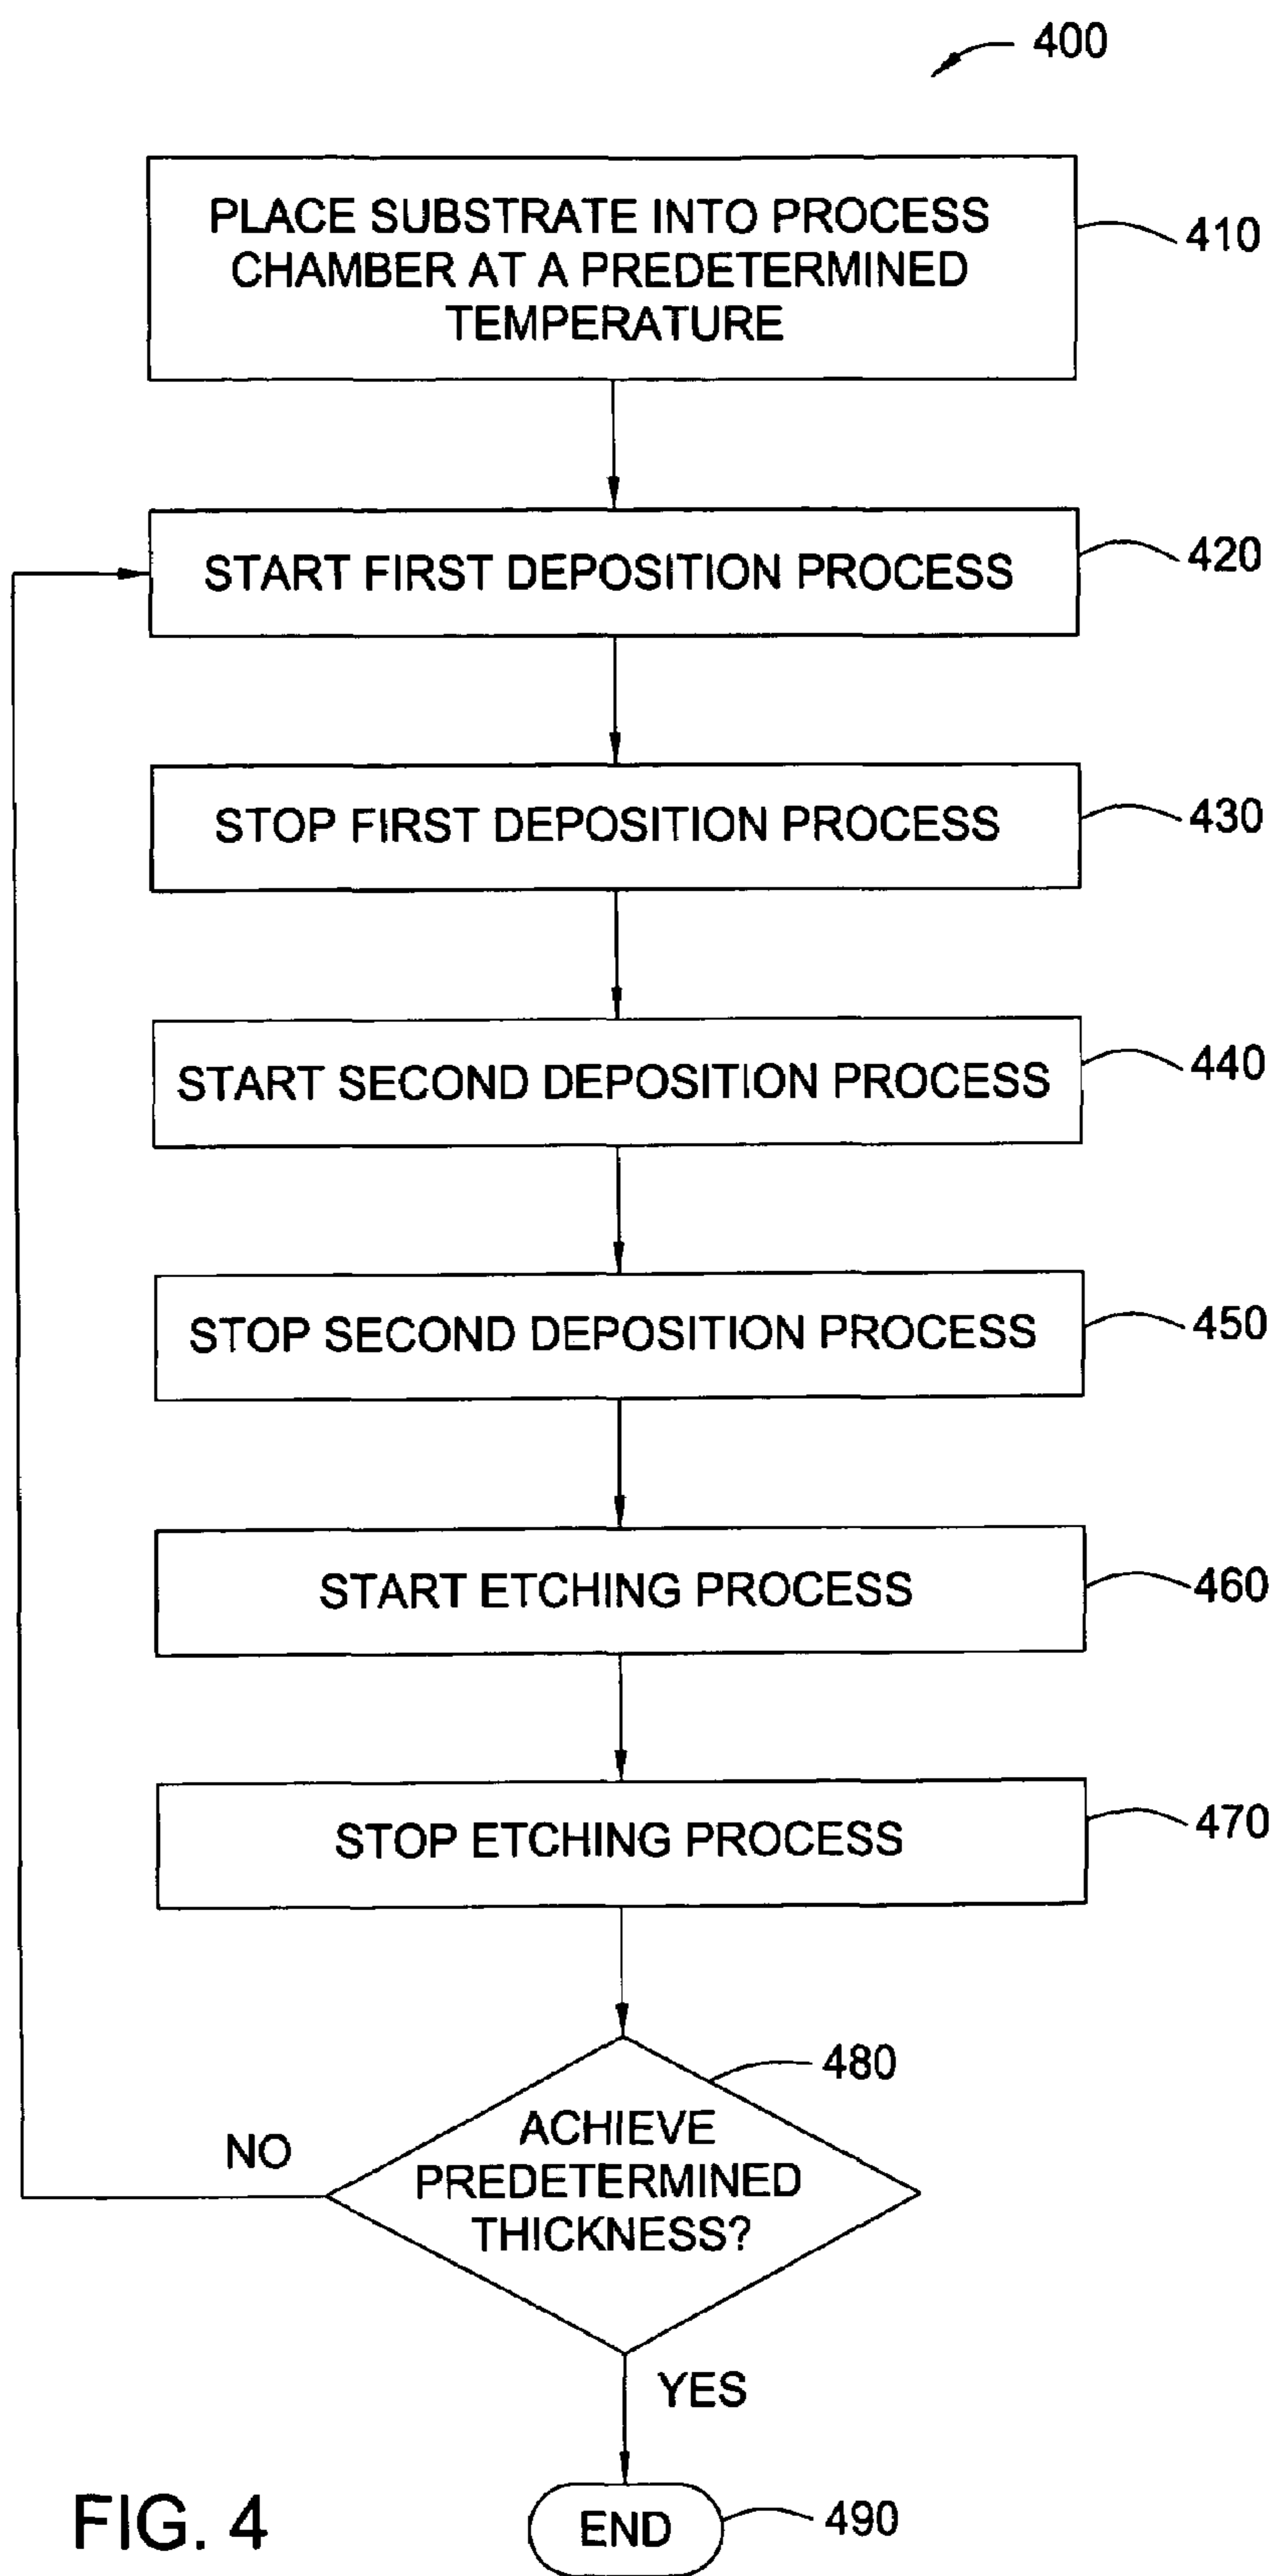 400
PLACE SUBSTRATE INTO PROCESS
CHAMBER AT A PREDETERMINED
TEMPERATURE
410
START FIRST DEPOSITION PROCESS
420
STOP FIRST DEPOSITION PROCESS
430
START SECOND DEPOSITION PROCESS
440
STOP SECOND DEPOSITION PROCESS
450
START ETCHING PROCESS
460
STOP ETCHING PROCESS
470
480
ACHIEVE
PREDETERMINED
THICKNESS?
NO
YES
END
490
FIG. 4